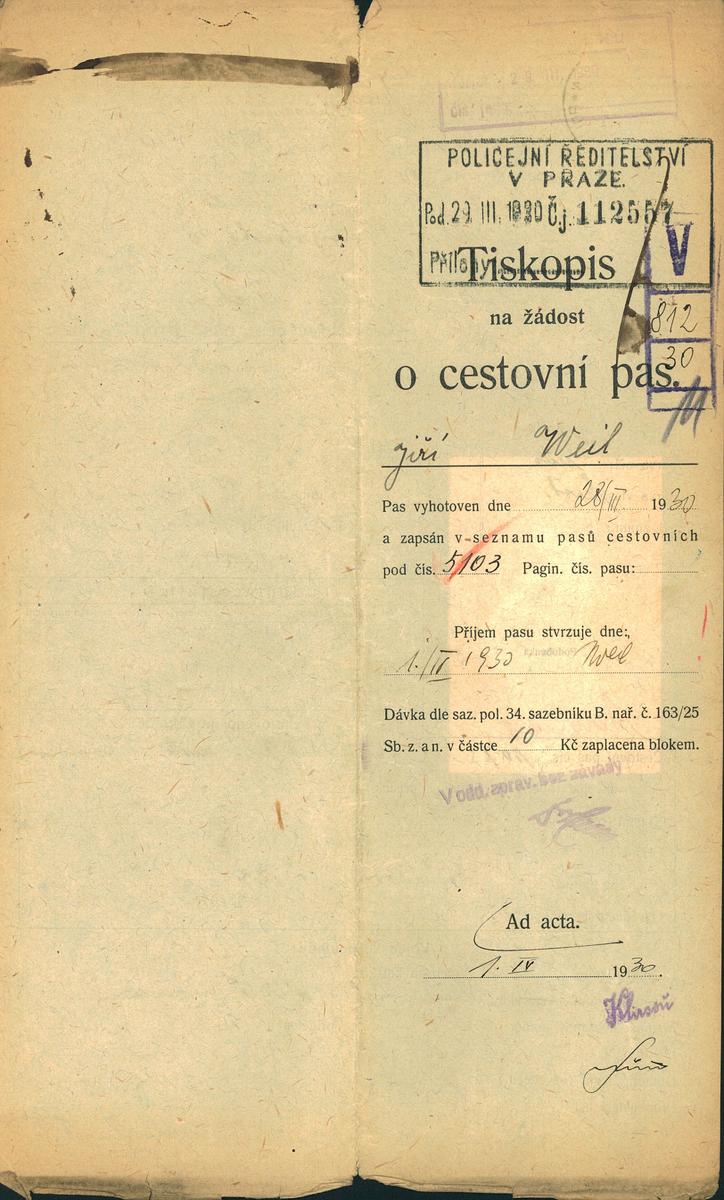 POLICEJNÍ ŘEDITELSTVÍ
V PRAZE.
Pod. 29. III. 1930 Čj. 112557
Přílohy
V
812
30
Tiskopis
na žádost
o cestovní pas.
Jiří Weil
Pas vyhotoven dne 28/III. 1930
a zapsán v seznamu pasů cestovních
pod čís. 5103 Pagin. čís. pasu:
Příjem pasu stvrzuje dne:
1./IV 1930 Weil
Dávka dle saz. pol. 34. sazebníku B. nař. č. 163/25
Sb. z. a n. v částce 10 Kč zaplacena blokem.
V odd. zprav. bez závady
Ad acta.
1. IV 1930.